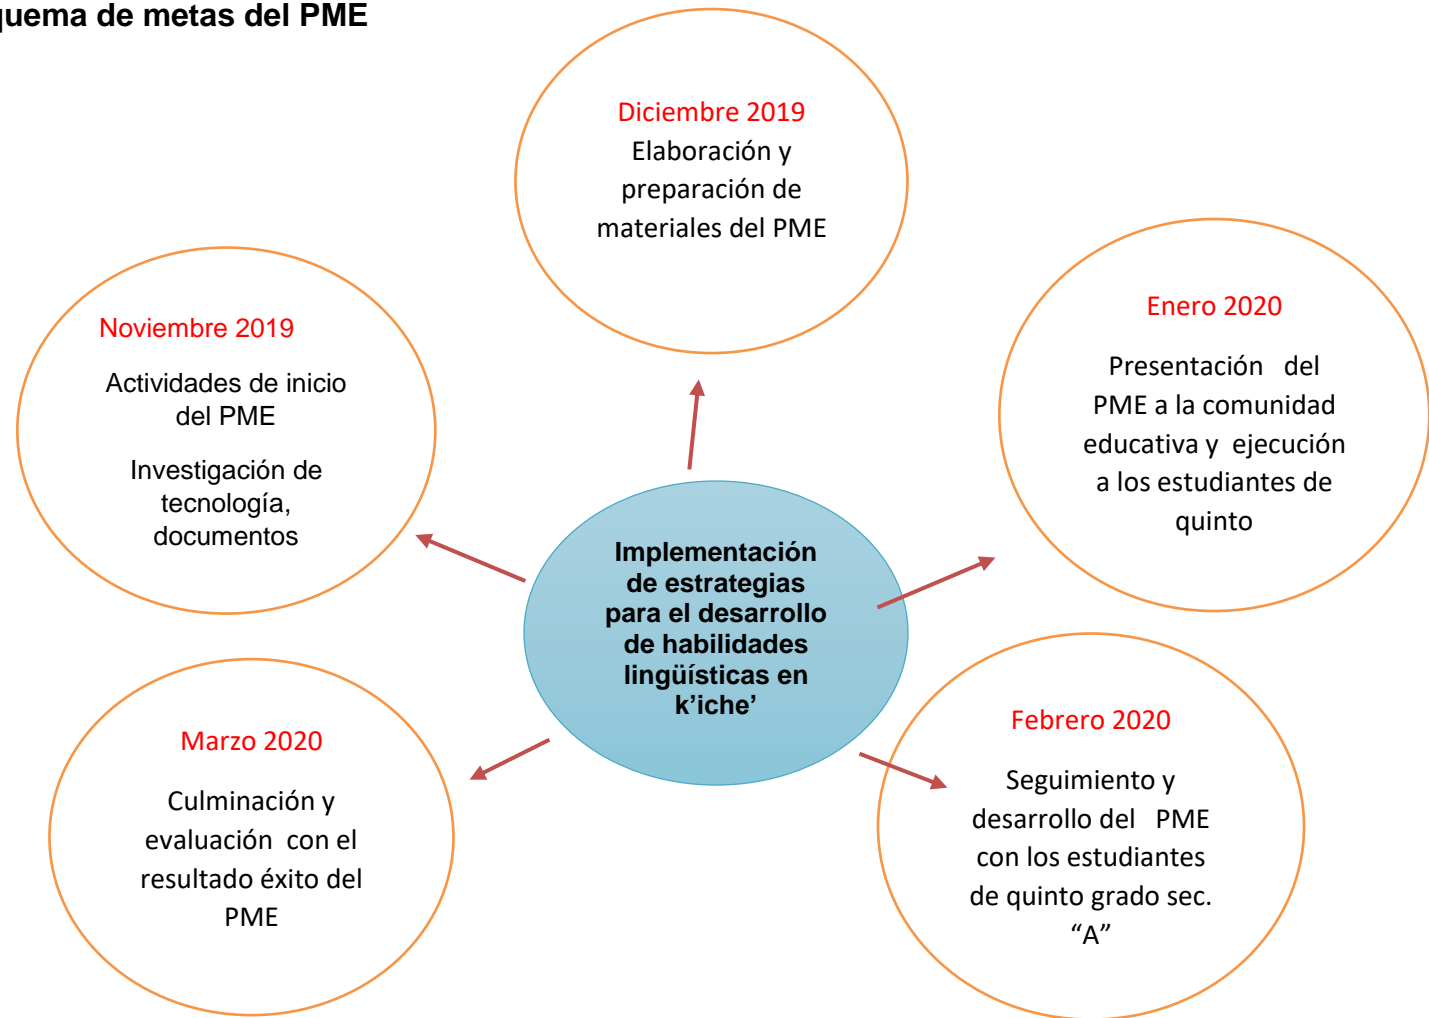 quema de metas del PME
Diciembre 2019
Elaboración y
preparación de
materiales del PME
Noviembre 2019
Actividades de inicio
del PME
Investigación de
tecnología,
documentos
Enero 2020
Presentación del
PME a la comunidad
educativa y ejecución
a los estudiantes de
quinto
Implementación
de estrategias
para el desarrollo
de habilidades
lingüísticas en
k’iche’
Marzo 2020
Culminación y
evaluación con el
resultado éxito del
PME
Febrero 2020
Seguimiento y
desarrollo del PME
con los estudiantes
de quinto grado sec.
“A”